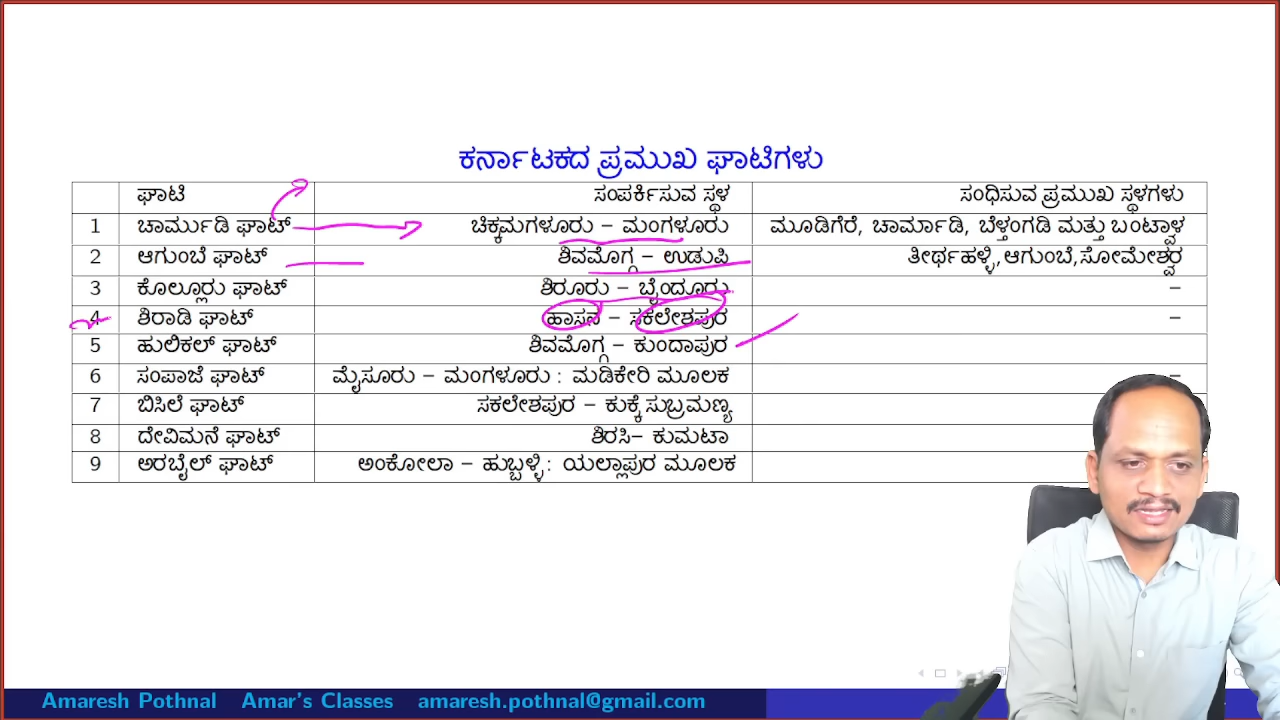 ಕರ್ನಾಟಕದ ಪ್ರಮುಖ ಘಾಟಿಗಳು
ಘಾಟಿ ಸಂಪರ್ಕಿಸುವ ಸ್ಥಳ ಸಂಧಿಸುವ ಪ್ರಮುಖ ಸ್ಥಳಗಳು
1 ಚಾರ್ಮುಡಿ ಘಾಟ್ ಚಿಕ್ಕಮಗಳೂರು – ಮಂಗಳೂರು ಮೂಡಿಗೆರೆ, ಚಾರ್ಮಾಡಿ, ಬೆಳ್ತಂಗಡಿ ಮತ್ತು ಬಂಟ್ವಾಳ
2 ಆಗುಂಬೆ ಘಾಟ್ ಶಿವಮೊಗ್ಗ – ಉಡುಪಿ ತೀರ್ಥಹಳ್ಳಿ,ಆಗುಂಬೆ,ಸೋಮೇಶ್ವರ
3 ಕೊಲ್ಲೂರು ಘಾಟ್ ಶಿರೂರು – ಬೈಂದೂರು –
4 ಶಿರಾಡಿ ಘಾಟ್ ಹಾಸನ – ಸಕಲೇಶಪುರ –
5 ಹುಲಿಕಲ್ ಘಾಟ್ ಶಿವಮೊಗ್ಗ – ಕುಂದಾಪುರ
6 ಸಂಪಾಜೆ ಘಾಟ್ ಮೈಸೂರು – ಮಂಗಳೂರು : ಮಡಿಕೇರಿ ಮೂಲಕ –
7 ಬಿಸಿಲೆ ಘಾಟ್ ಸಕಲೇಶಪುರ – ಕುಕ್ಕೆ ಸುಬ್ರಮಣ್ಯ
8 ದೇವಿಮನೆ ಘಾಟ್ ಶಿರಸಿ– ಕುಮಟಾ
9 ಅರಬೈಲ್ ಘಾಟ್ ಅಂಕೋಲಾ – ಹುಬ್ಬಳ್ಳಿ: ಯಲ್ಲಾಪುರ ಮೂಲಕ
Amaresh Pothnal Amar's Classes amaresh.pothnal@gmail.com